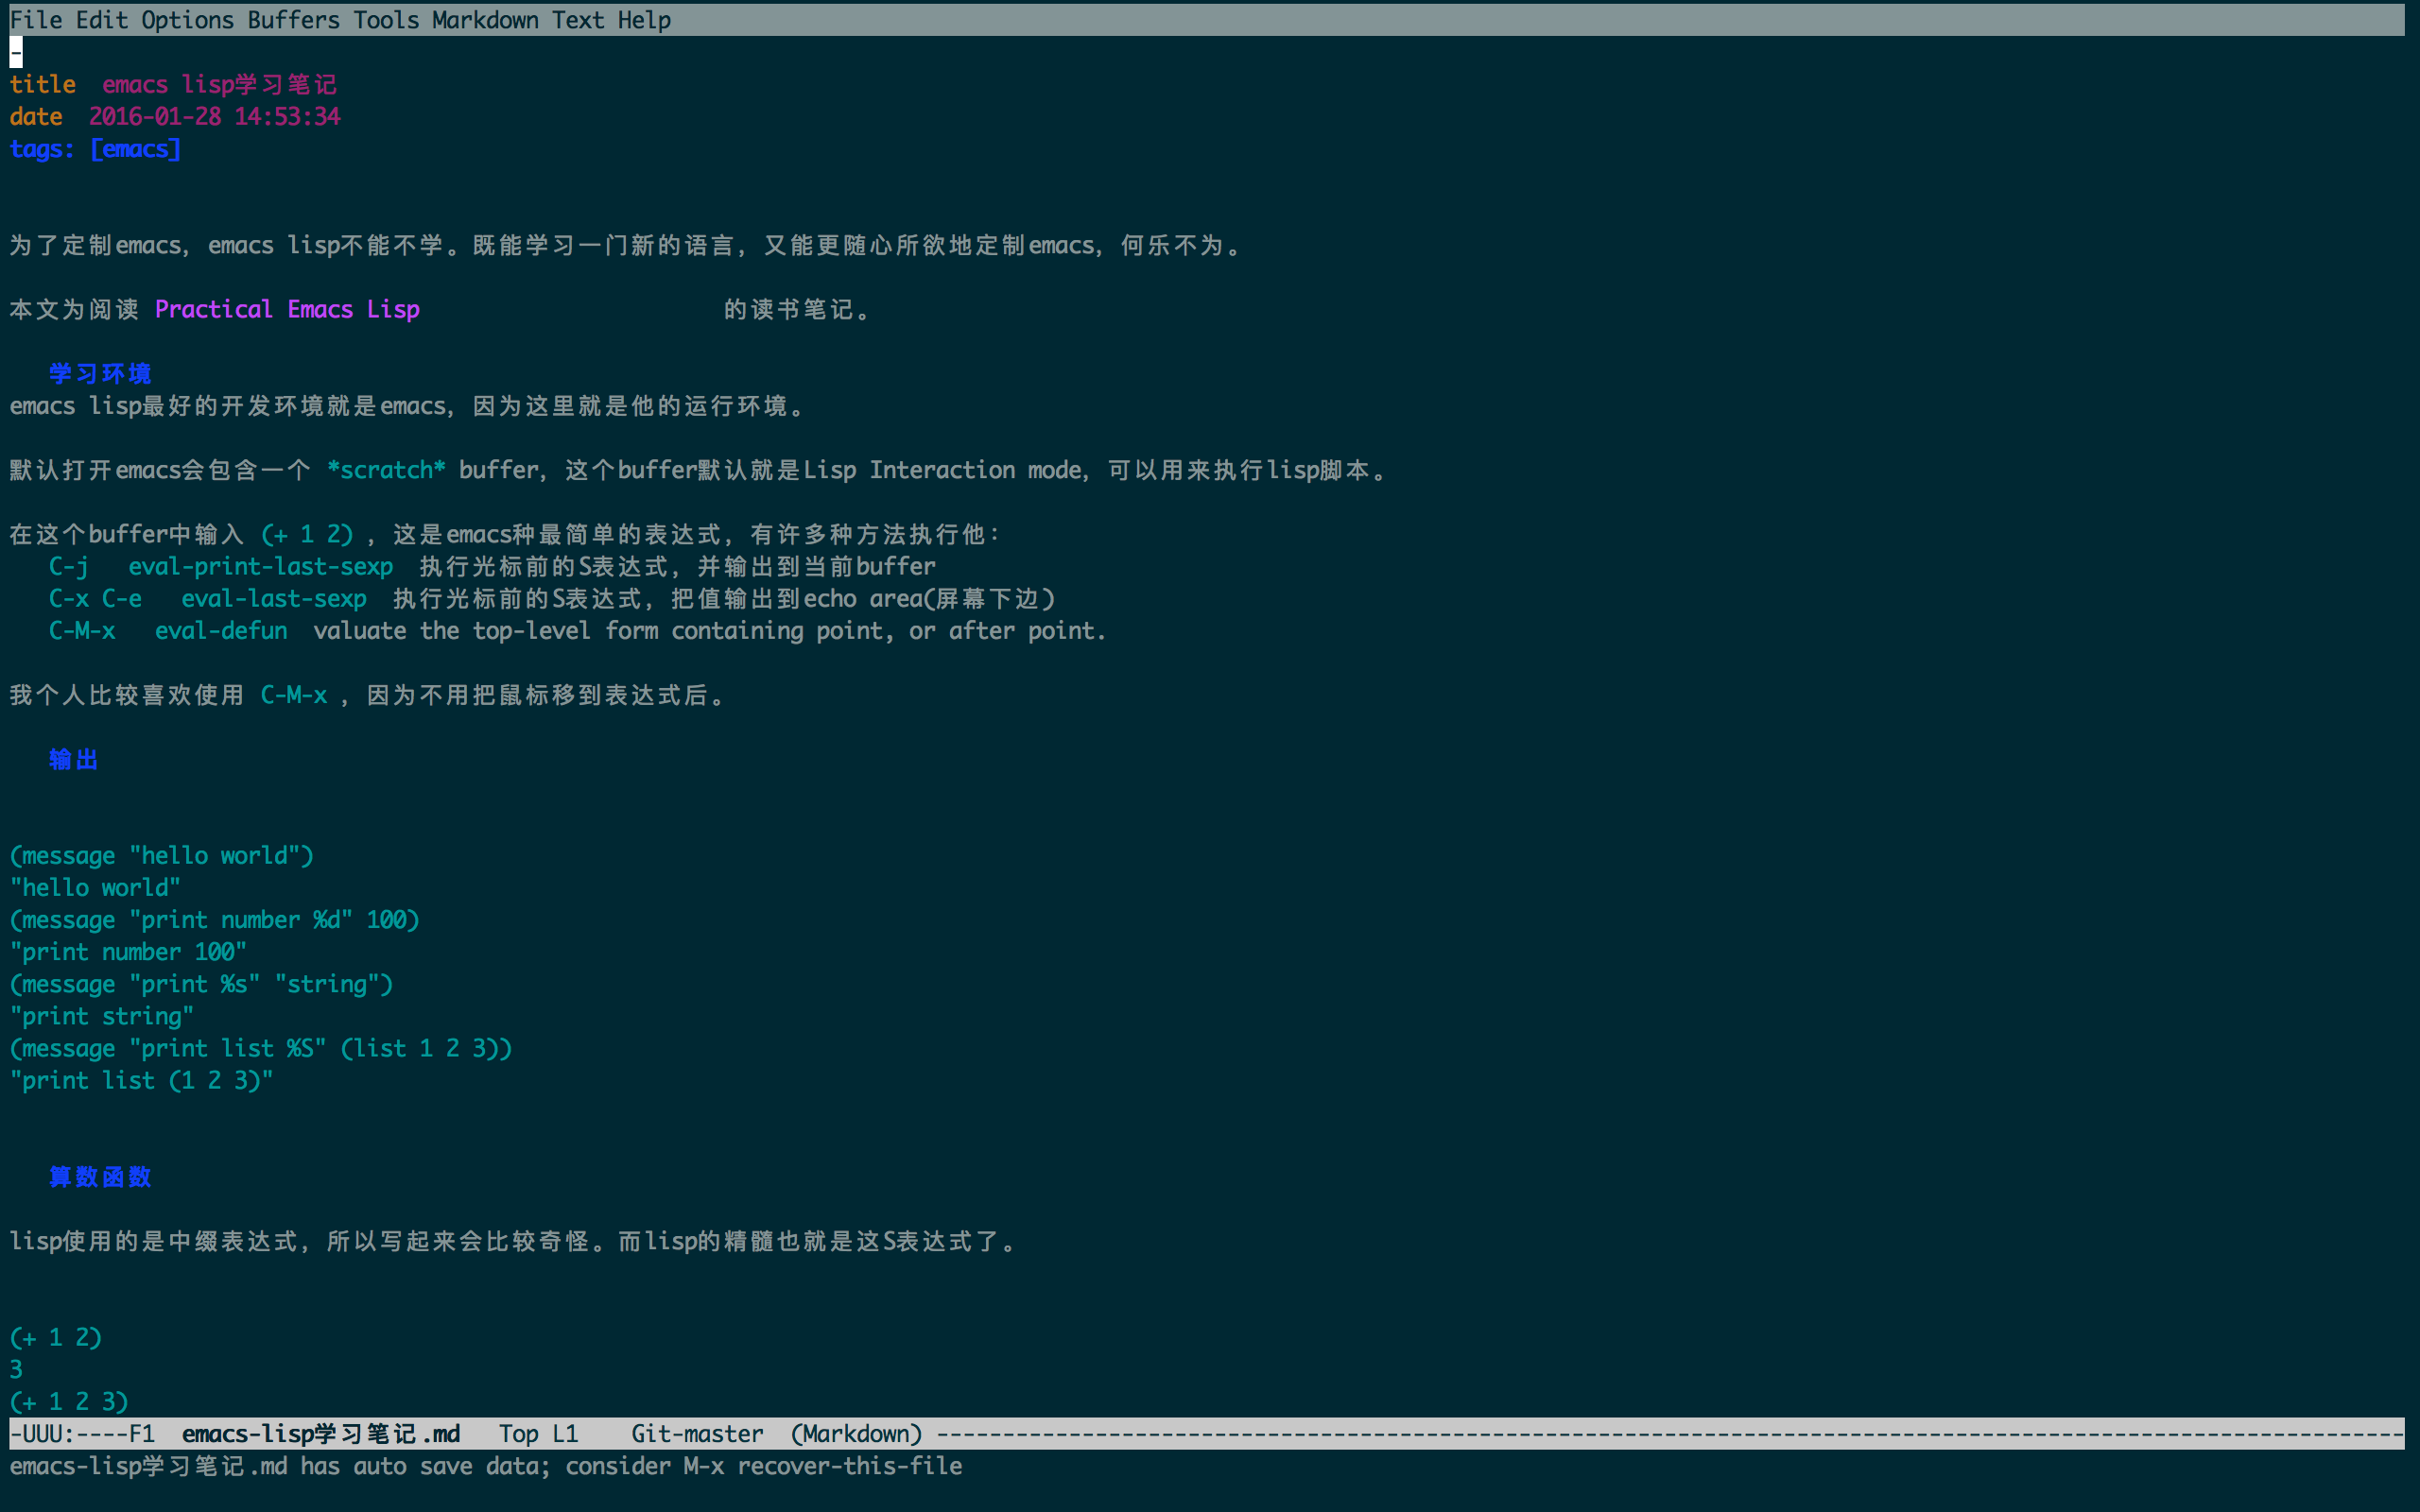 File Edit Options Buffers Tools Markdown Text Help
-
title  emacs lisp学习笔记
date  2016-01-28 14:53:34
tags: [emacs]
为了定制emacs, emacs lisp不能不学。既能学习一门新的语言, 又能更随心所欲地定制emacs, 何乐不为。
本文为阅读 Practical Emacs Lisp 的读书笔记。
学习环境
emacs lisp最好的开发环境就是emacs, 因为这里就是他的运行环境。
默认打开emacs会包含一个 *scratch* buffer, 这个buffer默认就是Lisp Interaction mode, 可以用来执行lisp脚本。
在这个buffer中输入 (+ 1 2) , 这是emacs种最简单的表达式, 有许多种方法执行他:
C-j   eval-print-last-sexp  执行光标前的S表达式, 并输出到当前buffer
C-x C-e   eval-last-sexp  执行光标前的S表达式, 把值输出到echo area(屏幕下边)
C-M-x   eval-defun  valuate the top-level form containing point, or after point.
我个人比较喜欢使用 C-M-x , 因为不用把鼠标移到表达式后。
输出
(message "hello world")
"hello world"
(message "print number %d" 100)
"print number 100"
(message "print %s" "string")
"print string"
(message "print list %S" (list 1 2 3))
"print list (1 2 3)"
算数函数
lisp使用的是中缀表达式, 所以写起来会比较奇怪。而lisp的精髓也就是这S表达式了。
(+ 1 2)
3
(+ 1 2 3)
-UUU:----F1  emacs-lisp学习笔记.md   Top L1    Git-master  (Markdown) ---------------------------------------------------------------------------------------------------------------
emacs-lisp学习笔记.md has auto save data; consider M-x recover-this-file